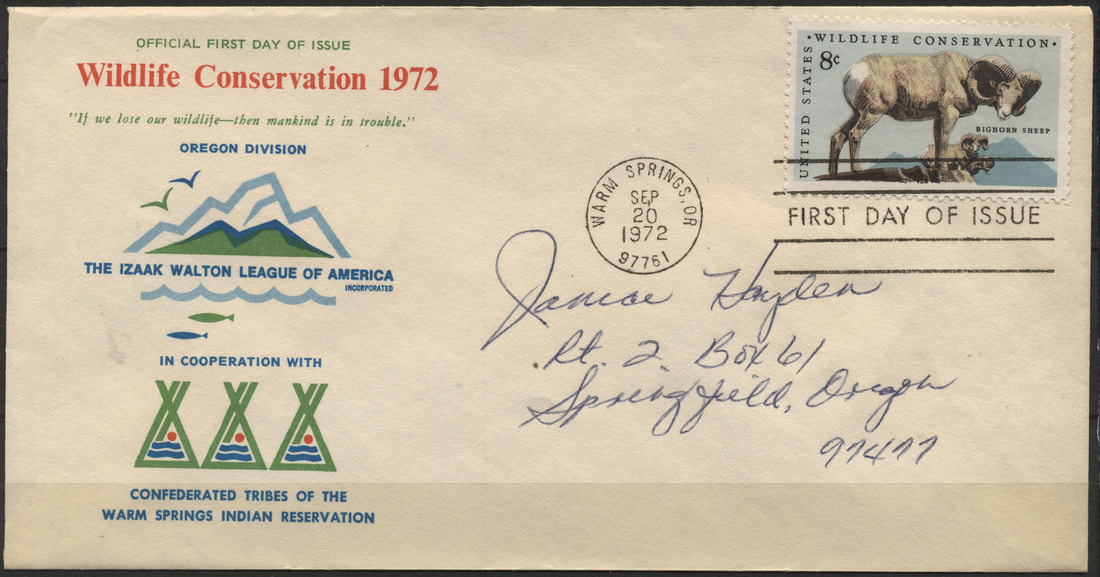 OFFICIAL FIRST DAY OF ISSUE
Wildlife Conservation 1972
"If we lose our wildlife—then mankind is in trouble."
OREGON DIVISION
THE IZAAK WALTON LEAGUE OF AMERICA
INCORPORATED
IN COOPERATION WITH
CONFEDERATED TRIBES OF THE
WARM SPRINGS INDIAN RESERVATION
WARM SPRINGS, OR
SEP
20
1972
97761
UNITED STATES • WILDLIFE CONSERVATION •
8c
BIGHORN SHEEP
FIRST DAY OF ISSUE
Janice Hayden
Rt. 2. Box 61
Springfield, Oregon
97477